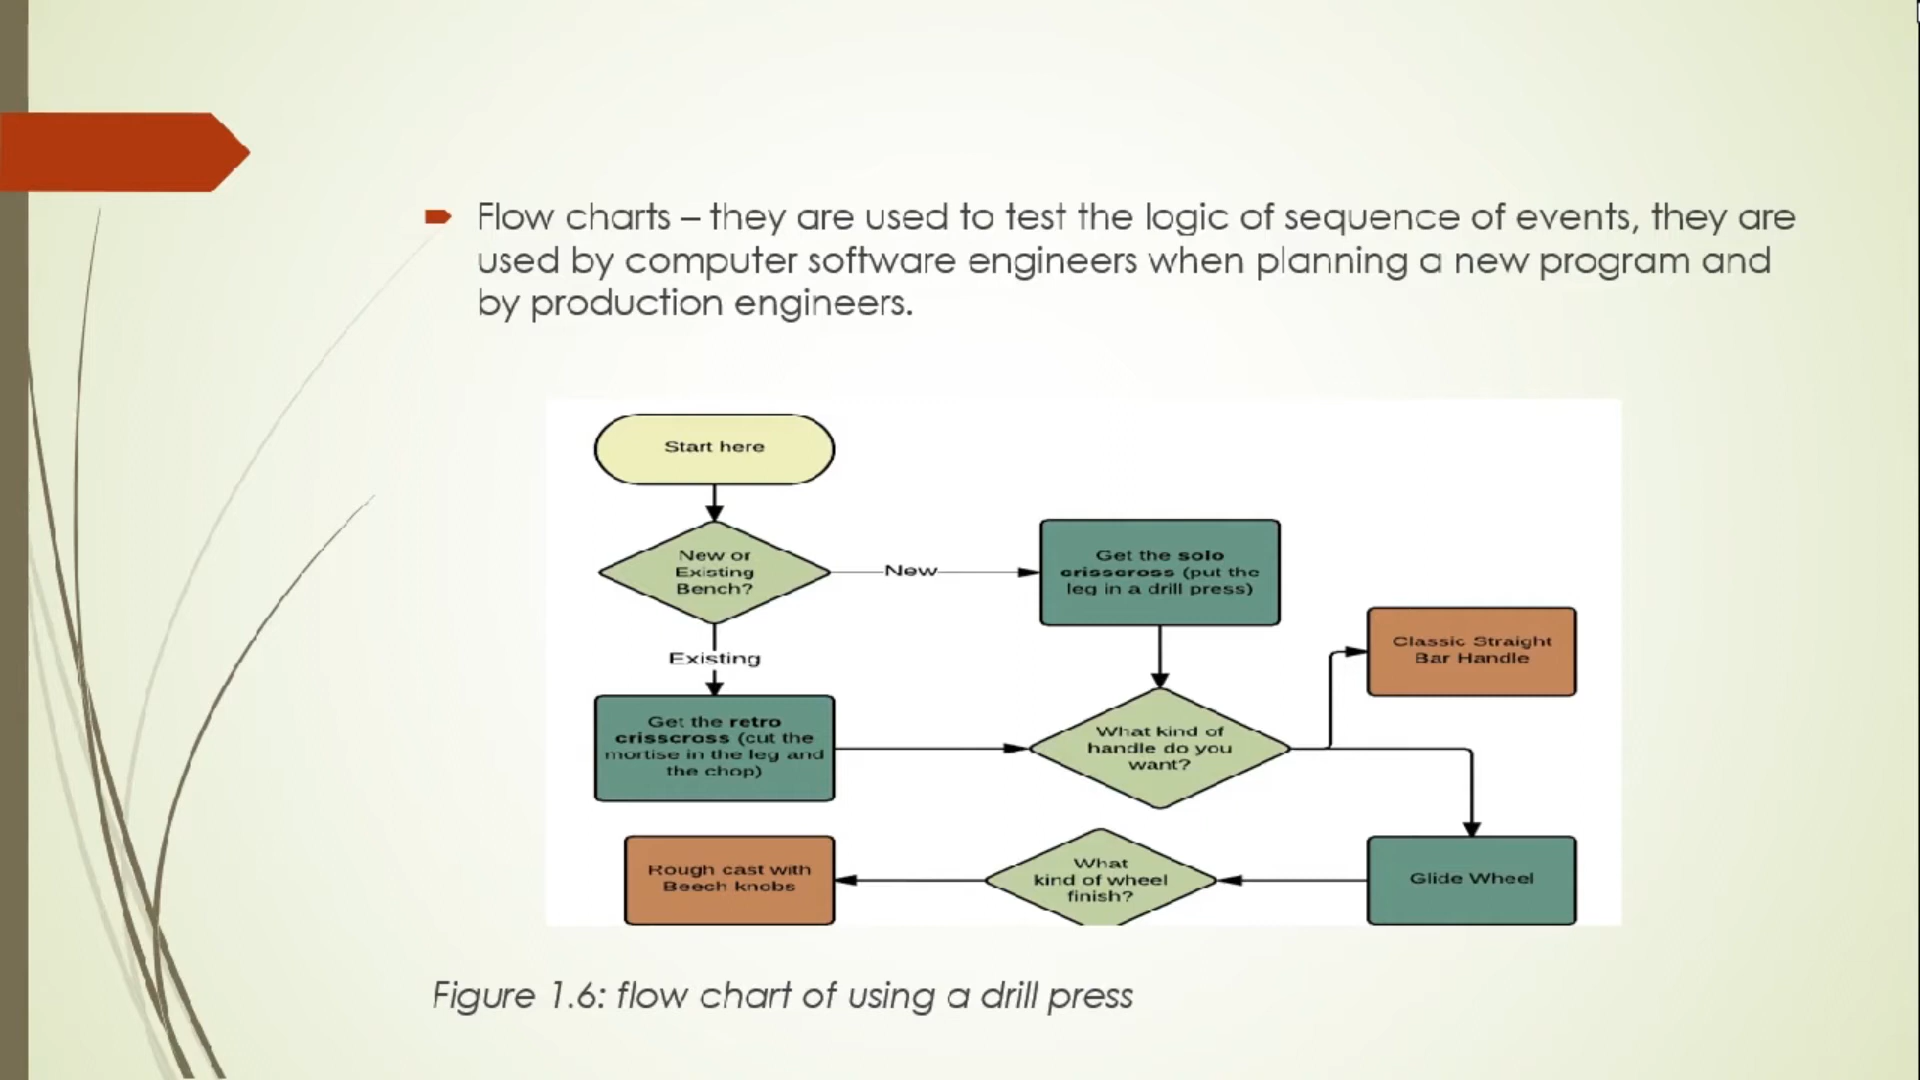 Flow charts – they are used to test the logic of sequence of events, they are
used by computer software engineers when planning a new program and
by production engineers.
Start here
New or
Existing
Bench?
New
Get the solo
crisscross (put the
leg in a drill press)
Existing
Classic Straight
Bar Handle
Get the retro
crisscross (cut the
mortise in the leg and
the chop)
What kind of
handle do you
want?
Rough cast with
Beech knobs
What
kind of wheel
finish?
Glide Wheel
Figure 1.6: flow chart of using a drill press